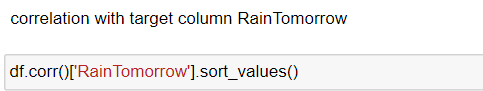 correlation with target column RainTomorrow
df.corr()['RainTomorrow'].sort_values()